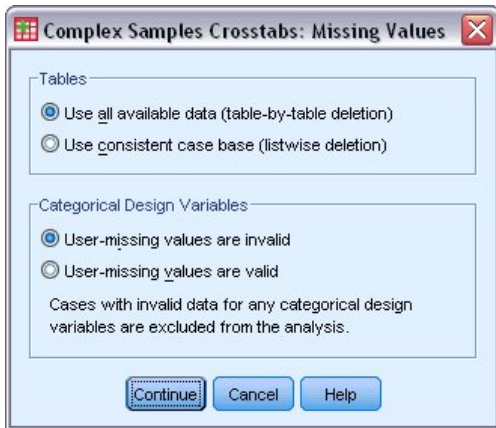 Complex Samples Crosstabs: Missing Values
Tables
Use all available data (table-by-table deletion)
Use consistent case base (listwise deletion)
Categorical Design Variables
User-missing values are invalid
User-missing values are valid
Cases with invalid data for any categorical design
variables are excluded from the analysis.
Continue Cancel Help